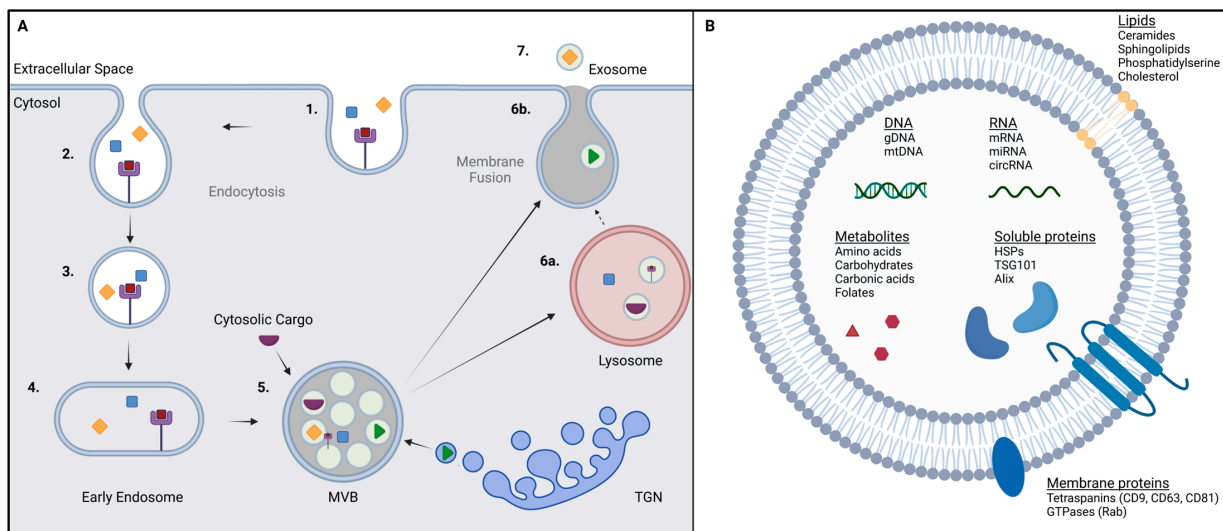 A
7.
Extracellular Space
Exosome
Cytosol
1.
6b.
2.
Membrane
Fusion
Endocytosis
3.
6a.
Cytosolic Cargo
Lysosome
4.
5.
Early Endosome
MVB
TGN
B
Lipids
Ceramides
Sphingolipids
Phosphatidylserine
Cholesterol
DNA
gDNA
mtDNA
RNA
mRNA
miRNA
circRNA
Metabolites
Amino acids
Carbohydrates
Carbonic acids
Folates
Soluble proteins
HSPs
TSG101
Alix
Membrane proteins
Tetraspanins (CD9, CD63, CD81)
GTPases (Rab)